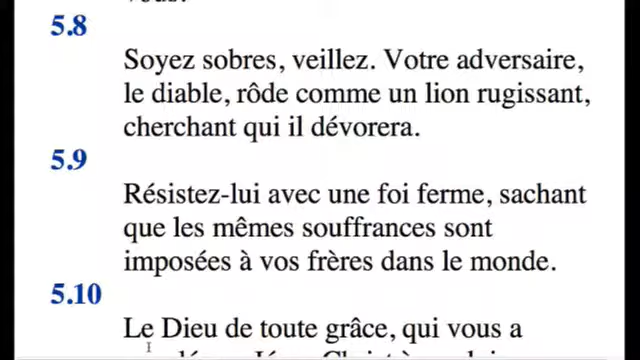 5.8
Soyez sobres, veillez. Votre adversaire,
le diable, rôde comme un lion rugissant,
cherchant qui il dévorera.
5.9
Résistez-lui avec une foi ferme, sachant
que les mêmes souffrances sont
imposées à vos frères dans le monde.
5.10
Le Dieu de toute grâce, qui vous a